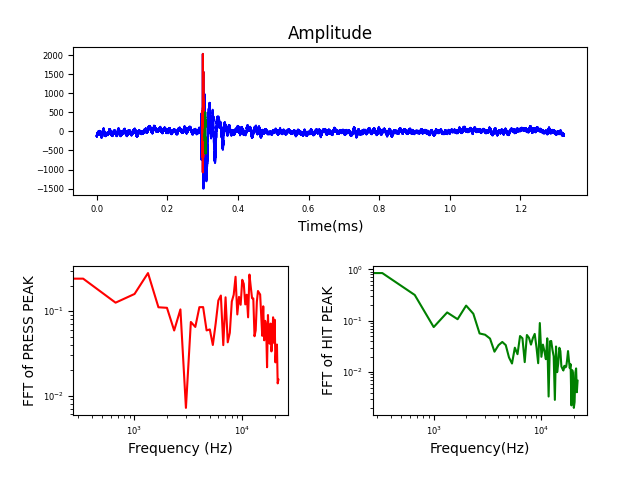 Amplitude
2000
1500
1000
500
0
−500
−1000
−1500
0.0 0.2 0.4 0.6 0.8 1.0 1.2
Time(ms)
FFT of PRESS PEAK
10⁻¹
10⁻²
10³ 10⁴
Frequency (Hz)
FFT of HIT PEAK
10⁰
10⁻¹
10⁻²
10³ 10⁴
Frequency(Hz)